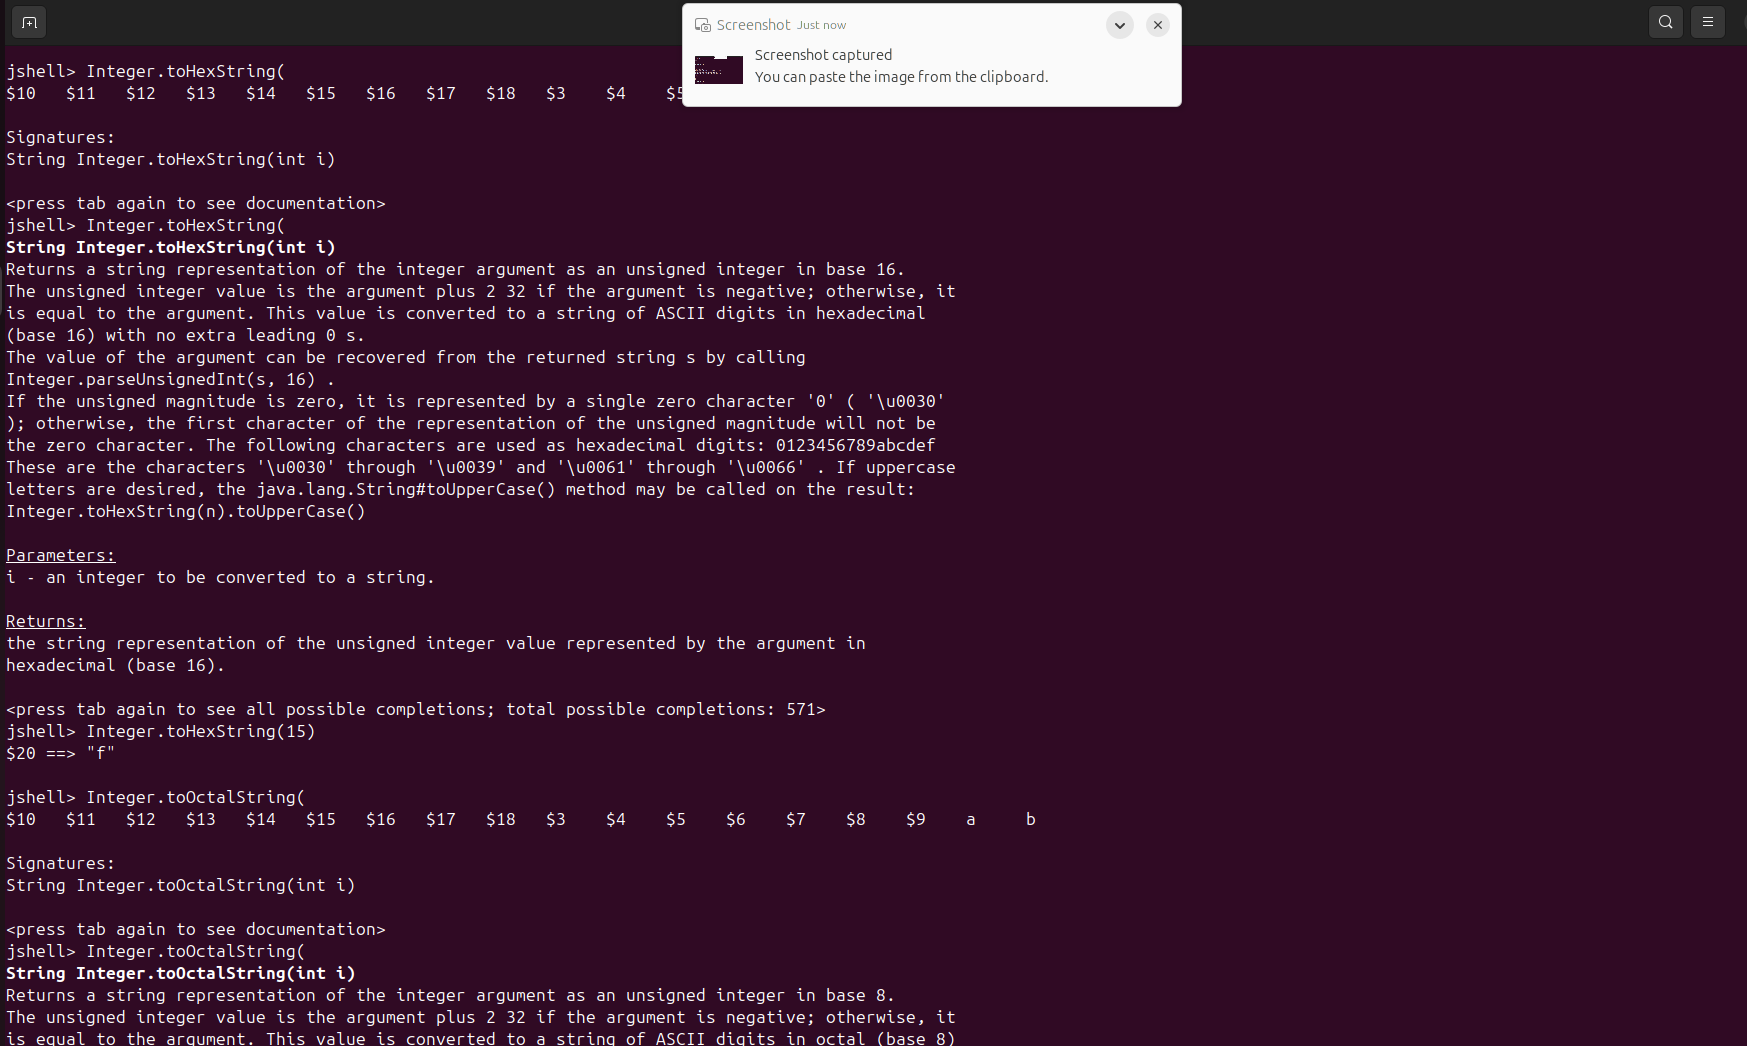 Screenshot Just now
Screenshot captured
You can paste the image from the clipboard.
jshell> Integer.toHexString(
$10 $11 $12 $13 $14 $15 $16 $17 $18 $3 $4
Signatures:
String Integer.toHexString(int i)
<press tab again to see documentation>
jshell> Integer.toHexString(
String Integer.toHexString(int i)
Returns a string representation of the integer argument as an unsigned integer in base 16.
The unsigned integer value is the argument plus 2 32 if the argument is negative; otherwise, it
is equal to the argument. This value is converted to a string of ASCII digits in hexadecimal
(base 16) with no extra leading 0 s.
The value of the argument can be recovered from the returned string s by calling
Integer.parseUnsignedInt(s, 16) .
If the unsigned magnitude is zero, it is represented by a single zero character '0' ( '\u0030'
); otherwise, the first character of the representation of the unsigned magnitude will not be
the zero character. The following characters are used as hexadecimal digits: 0123456789abcdef
These are the characters '\u0030' through '\u0039' and '\u0061' through '\u0066' . If uppercase
letters are desired, the java.lang.String#toUpperCase() method may be called on the result:
Integer.toHexString(n).toUpperCase()
Parameters:
i - an integer to be converted to a string.
Returns:
the string representation of the unsigned integer value represented by the argument in
hexadecimal (base 16).
<press tab again to see all possible completions; total possible completions: 571>
jshell> Integer.toHexString(15)
$20 ==> "f"
jshell> Integer.toOctalString(
$10 $11 $12 $13 $14 $15 $16 $17 $18 $3 $4 $5 $6 $7 $8 $9 a b
Signatures:
String Integer.toOctalString(int i)
<press tab again to see documentation>
jshell> Integer.toOctalString(
String Integer.toOctalString(int i)
Returns a string representation of the integer argument as an unsigned integer in base 8.
The unsigned integer value is the argument plus 2 32 if the argument is negative; otherwise, it
is equal to the argument. This value is converted to a string of ASCII digits in octal (base 8)